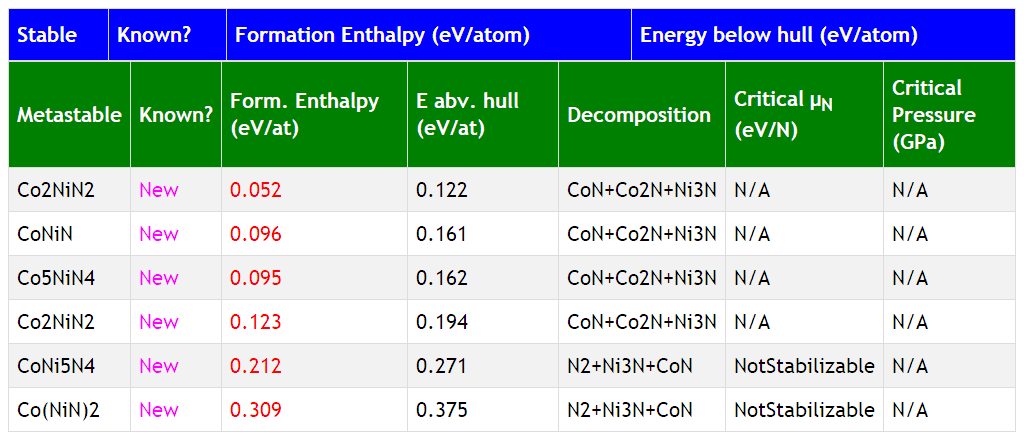 Stable Known? Formation Enthalpy (eV/atom) Energy below hull (eV/atom)
Metastable Known? Form. Enthalpy (eV/at) E abv. hull (eV/at) Decomposition Critical μN (eV/N) Critical Pressure (GPa)
Co2NiN2 New 0.052 0.122 CoN+Co2N+Ni3N N/A N/A
CoNiN New 0.096 0.161 CoN+Co2N+Ni3N N/A N/A
Co5NiN4 New 0.095 0.162 CoN+Co2N+Ni3N N/A N/A
Co2NiN2 New 0.123 0.194 CoN+Co2N+Ni3N N/A N/A
CoNi5N4 New 0.212 0.271 N2+Ni3N+CoN NotStabilizable N/A
Co(NiN)2 New 0.309 0.375 N2+Ni3N+CoN NotStabilizable N/A